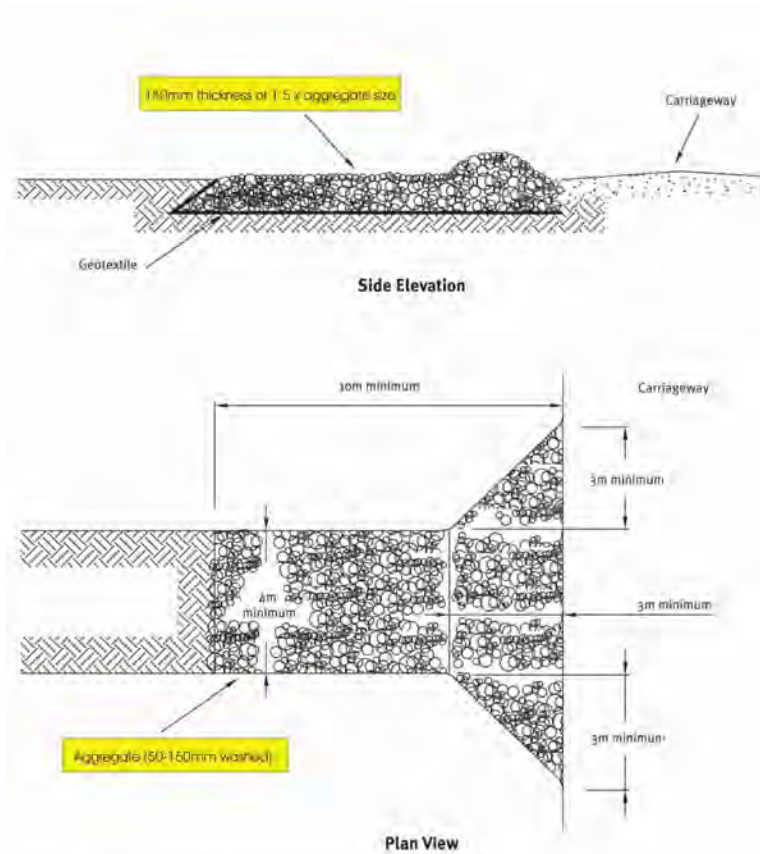 150mm thickness or 1.5 x aggregate size
Carriageway
Geotextile
Side Elevation
10m minimum
Carriageway
3m minimum
4m
minimum
3m minimum
3m minimum
Aggregate (50-150mm washed)
Plan View